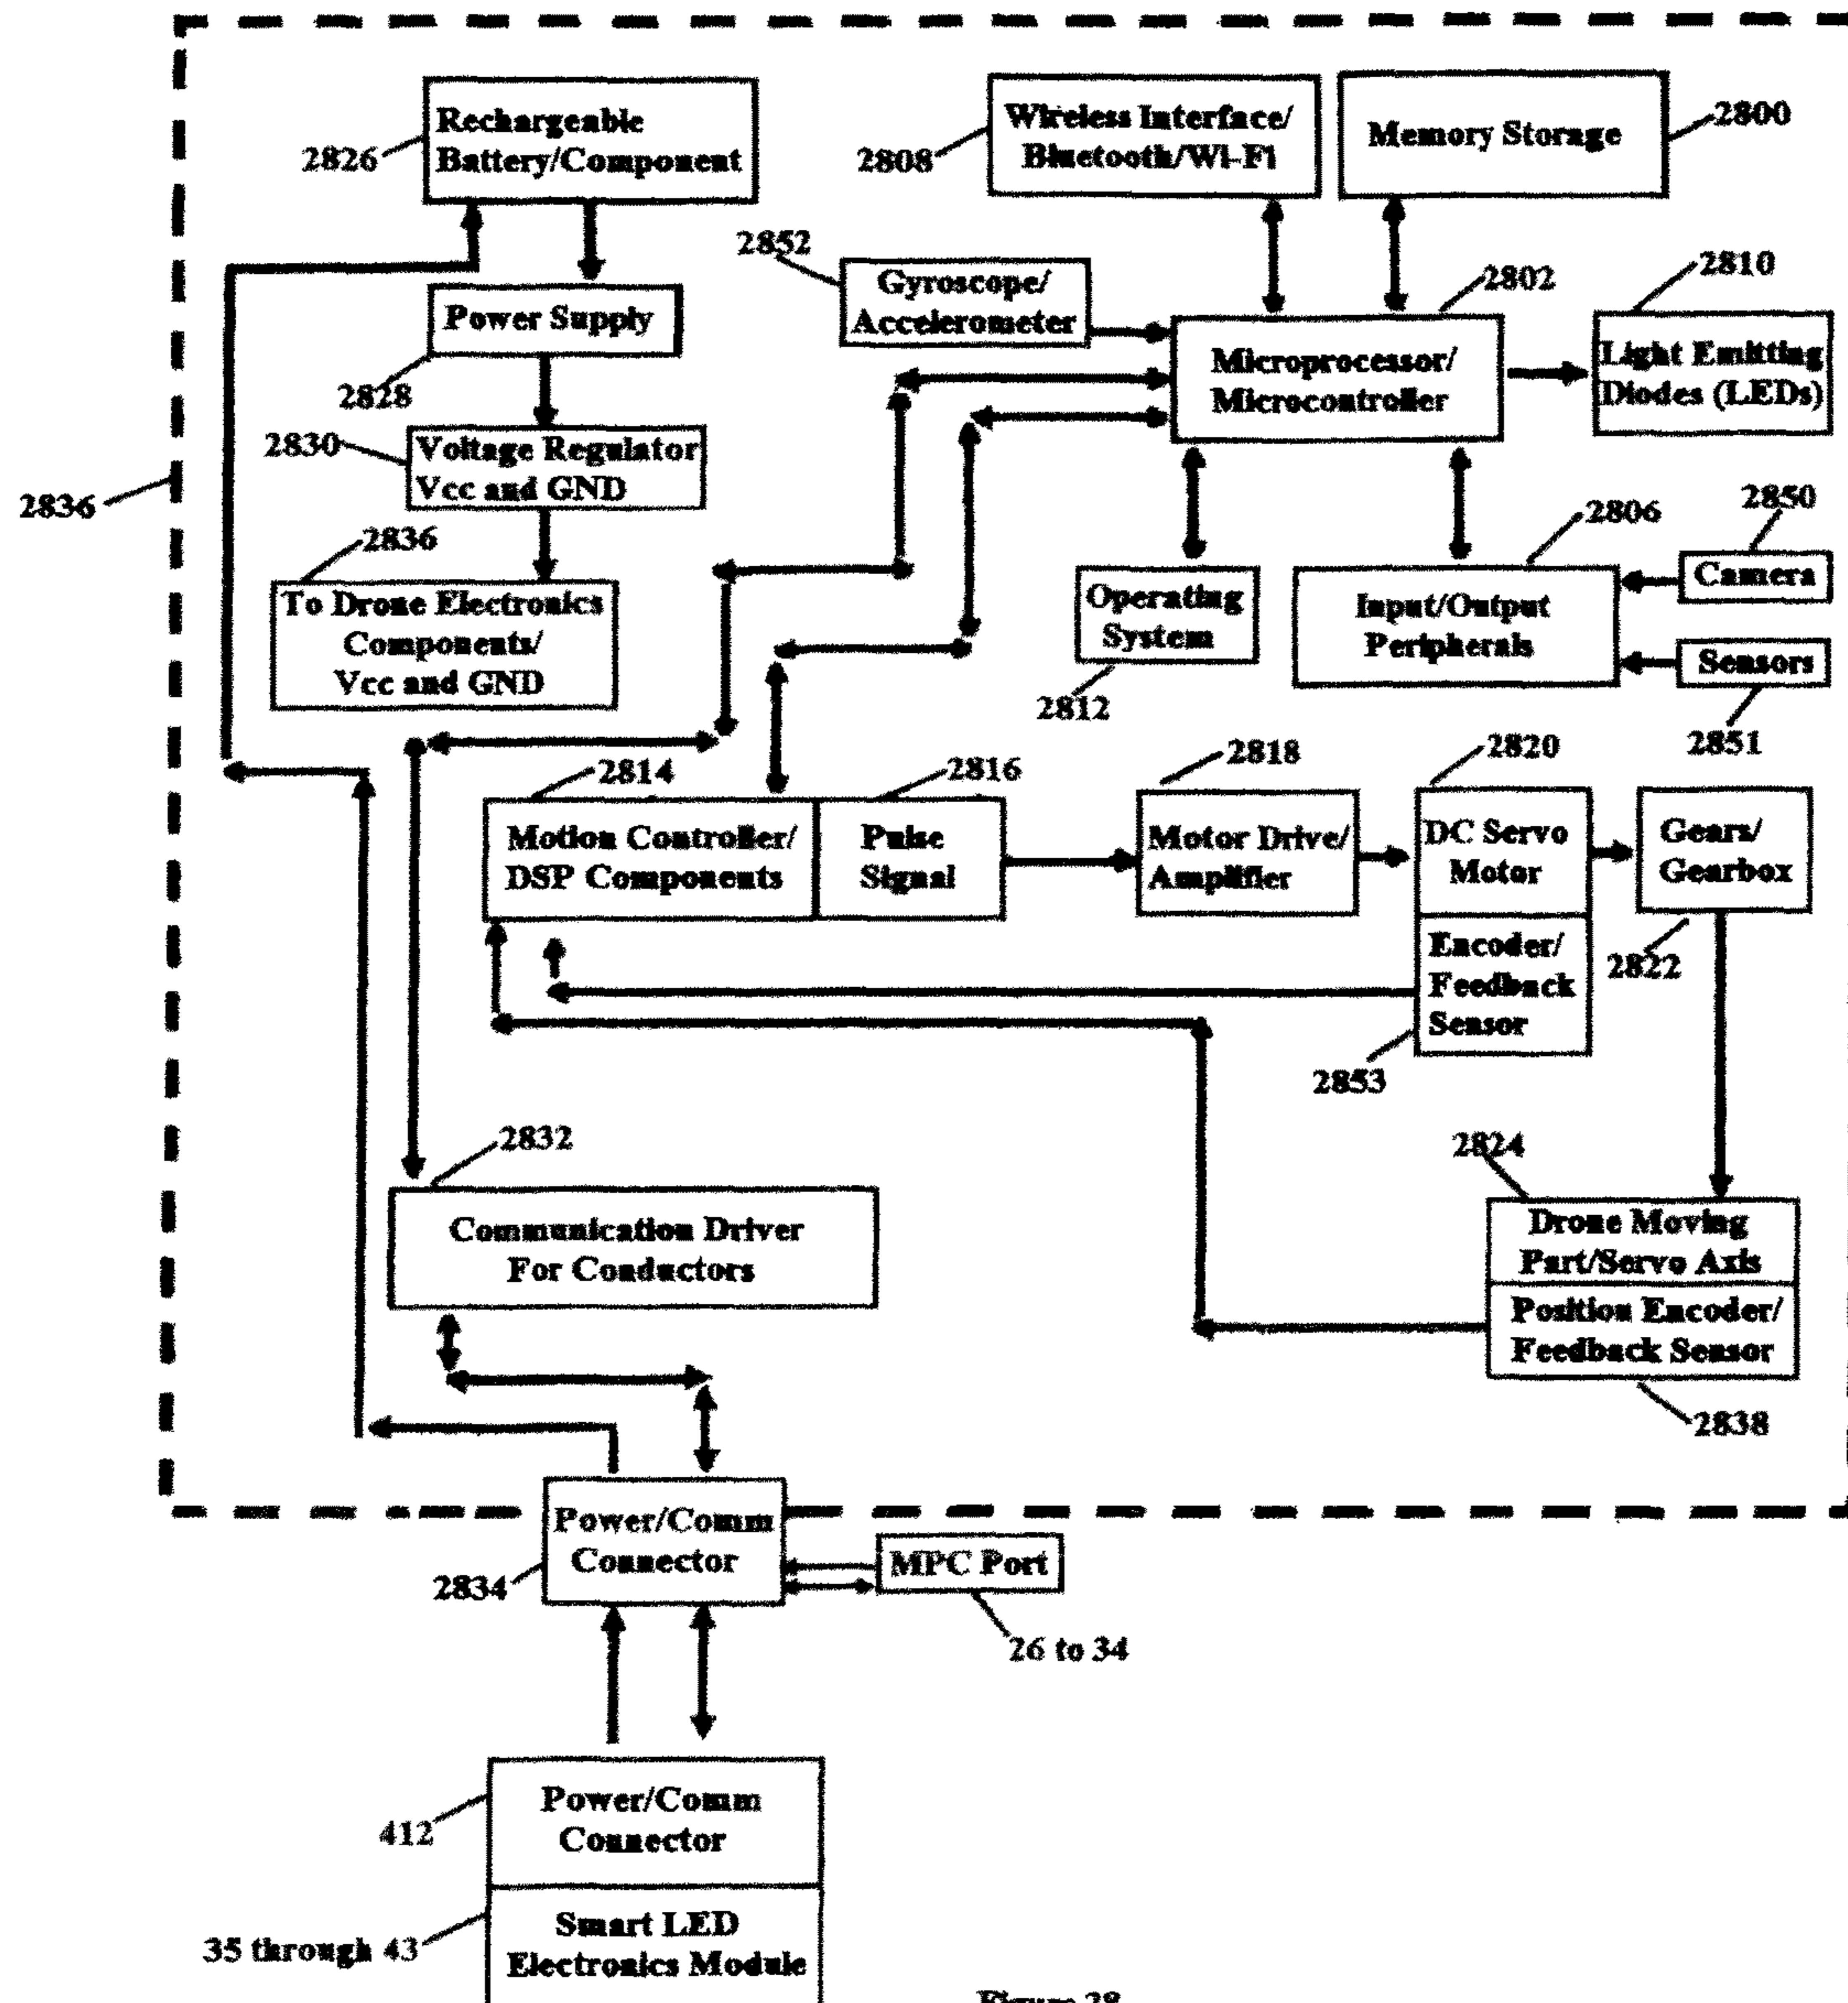 Rechargeable
Battery/Component
2826
Wireless Interface/
Bluetooth/Wi-Fi
2808
Memory Storage
2800
2852
Gyroscope/
Accelerometer
2802
Microprocessor/
Microcontroller
2810
Light Emitting
Diodes (LEDs)
Power Supply
2828
2830
Voltage Regulator
Vcc and GND
2836
2836
To Drone Electronics
Components/
Vcc and GND
Operating
System
2812
2806
Input/Output
Peripherals
2850
Camera
Sensors
2851
2814
Motion Controller/
DSP Components
2816
Pulse
Signal
2818
Motor Drive/
Amplifier
2820
DC Servo
Motor
Encoder/
Feedback
Sensor
2853
Gears/
Gearbox
2822
2832
Communication Driver
For Conductors
2824
Drone Moving
Part/Servo Axis
Position Encoder/
Feedback Sensor
2838
Power/Comm
Connector
2834
MPC Port
26 to 34
Power/Comm
Connector
412
Smart LED
Electronics Module
35 through 43
Figure 28